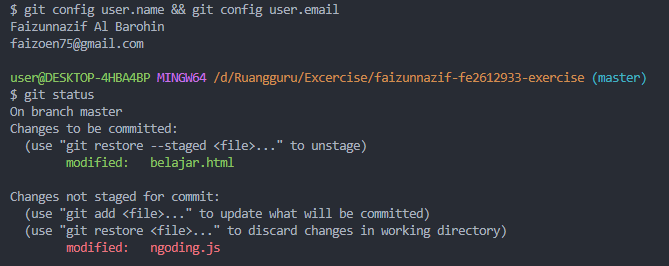 $ git config user.name && git config user.email
Faizunnazif Al Barohin
faizoen75@gmail.com
user@DESKTOP-4HBA4BP MINGW64 /d/Ruangguru/Excercise/faizunnazif-fe2612933-exercise (master)
$ git status
On branch master
Changes to be committed:
  (use "git restore --staged <file>..." to unstage)
        modified:   belajar.html

Changes not staged for commit:
  (use "git add <file>..." to update what will be committed)
  (use "git restore <file>..." to discard changes in working directory)
        modified:   ngoding.js